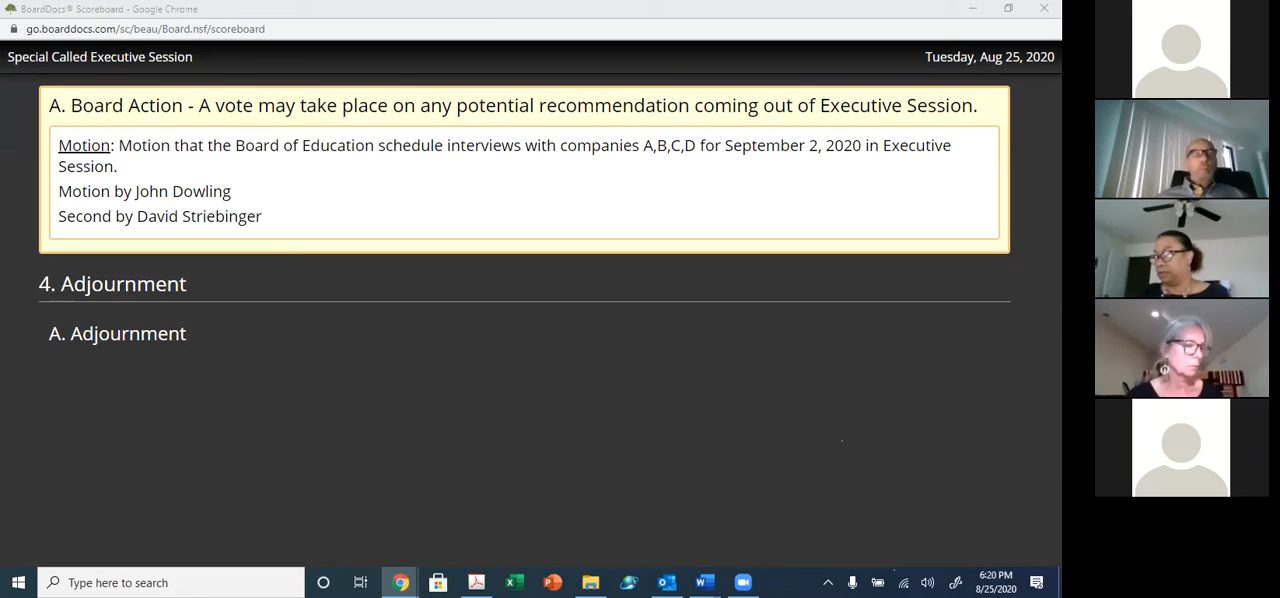 BoardDocs® Scoreboard - Google Chrome
go.boarddocs.com/sc/beau/Board.nsf/scoreboard
Special Called Executive Session
Tuesday, Aug 25, 2020
A. Board Action - A vote may take place on any potential recommendation coming out of Executive Session.
Motion: Motion that the Board of Education schedule interviews with companies A,B,C,D for September 2, 2020 in Executive
Session.
Motion by John Dowling
Second by David Striebinger
4. Adjournment
A. Adjournment
Type here to search
6:20 PM
8/25/2020